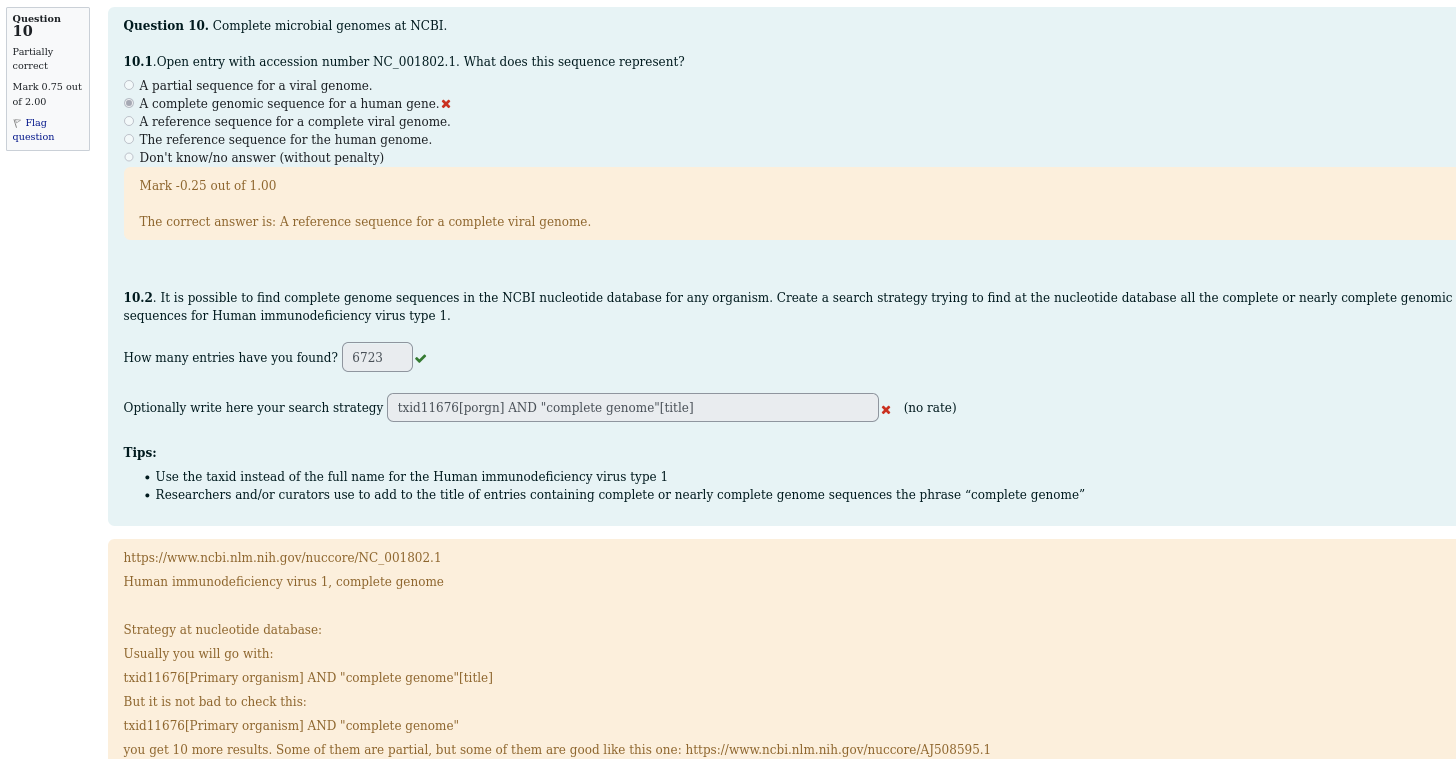 Question
10
Partially
correct
Mark 0.75 out
of 2.00
Flag
question
Question 10. Complete microbial genomes at NCBI.
10.1.Open entry with accession number NC_001802.1. What does this sequence represent?
A partial sequence for a viral genome.
A complete genomic sequence for a human gene.
A reference sequence for a complete viral genome.
The reference sequence for the human genome.
Don't know/no answer (without penalty)
Mark -0.25 out of 1.00
The correct answer is: A reference sequence for a complete viral genome.
10.2. It is possible to find complete genome sequences in the NCBI nucleotide database for any organism. Create a search strategy trying to find at the nucleotide database all the complete or nearly complete genomic
sequences for Human immunodeficiency virus type 1.
How many entries have you found? 6723
Optionally write here your search strategy txid11676[porgn] AND "complete genome"[title] (no rate)
Tips:
• Use the taxid instead of the full name for the Human immunodeficiency virus type 1
• Researchers and/or curators use to add to the title of entries containing complete or nearly complete genome sequences the phrase “complete genome”
https://www.ncbi.nlm.nih.gov/nuccore/NC_001802.1
Human immunodeficiency virus 1, complete genome
Strategy at nucleotide database:
Usually you will go with:
txid11676[Primary organism] AND "complete genome"[title]
But it is not bad to check this:
txid11676[Primary organism] AND "complete genome"
you get 10 more results. Some of them are partial, but some of them are good like this one: https://www.ncbi.nlm.nih.gov/nuccore/AJ508595.1